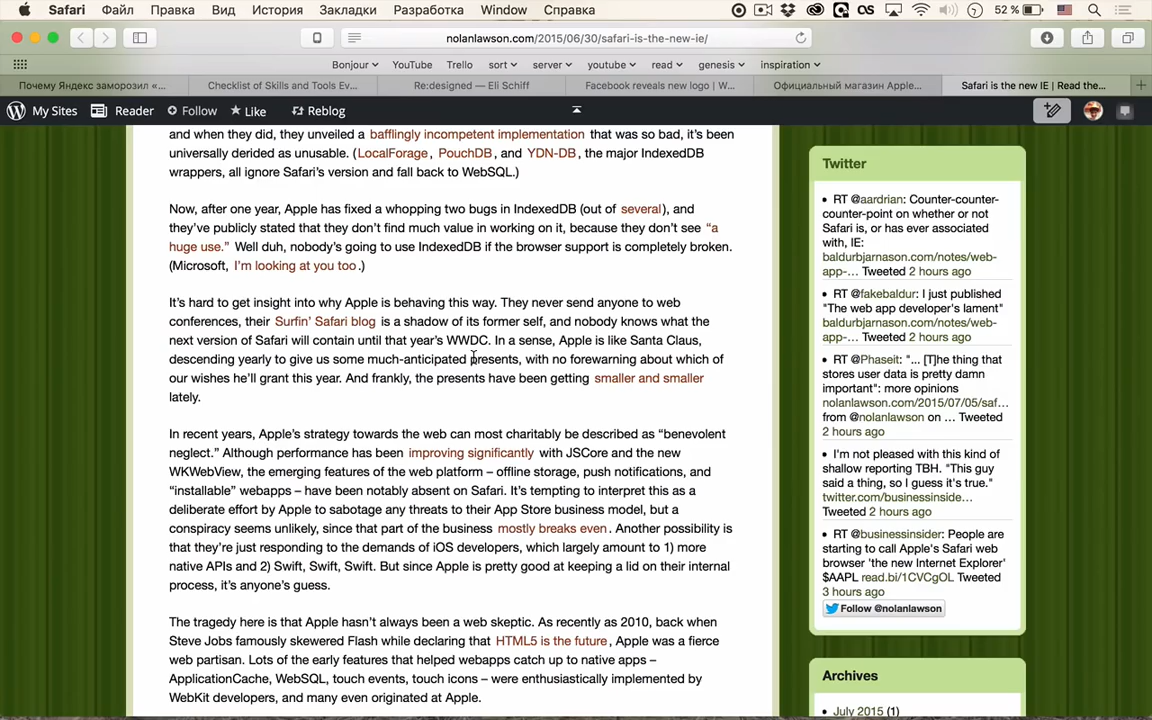 Safari Файл Правка Вид История Закладки Разработка Window Справка 52 %
nolanlawson.com/2015/06/30/safari-is-the-new-ie/
Bonjour YouTube Trello sort server youtube read genesis inspiration
Почему Яндекс заморозил «... Checklist of Skills and Tools Ev... Re:designed — Eli Schiff Facebook reveals new logo | W... Официальный магазин Apple... Safari is the new IE | Read the...
My Sites Reader Follow Like Reblog
and when they did, they unveiled a bafflingly incompetent implementation that was so bad, it’s been
universally derided as unusable. (LocalForage, PouchDB, and YDN-DB, the major IndexedDB
wrappers, all ignore Safari’s version and fall back to WebSQL.)
Now, after one year, Apple has fixed a whopping two bugs in IndexedDB (out of several), and
they’ve publicly stated that they don’t find much value in working on it, because they don’t see “a
huge use.” Well duh, nobody’s going to use IndexedDB if the browser support is completely broken.
(Microsoft, I’m looking at you too.)
It’s hard to get insight into why Apple is behaving this way. They never send anyone to web
conferences, their Surfin’ Safari blog is a shadow of its former self, and nobody knows what the
next version of Safari will contain until that year’s WWDC. In a sense, Apple is like Santa Claus,
descending yearly to give us some much-anticipated presents, with no forewarning about which of
our wishes he’ll grant this year. And frankly, the presents have been getting smaller and smaller
lately.
In recent years, Apple’s strategy towards the web can most charitably be described as “benevolent
neglect.” Although performance has been improving significantly with JSCore and the new
WKWebView, the emerging features of the web platform – offline storage, push notifications, and
“installable” webapps – have been notably absent on Safari. It’s tempting to interpret this as a
deliberate effort by Apple to sabotage any threats to their App Store business model, but a
conspiracy seems unlikely, since that part of the business mostly breaks even. Another possibility is
that they’re just responding to the demands of iOS developers, which largely amount to 1) more
native APIs and 2) Swift, Swift, Swift. But since Apple is pretty good at keeping a lid on their internal
process, it’s anyone’s guess.
The tragedy here is that Apple hasn’t always been a web skeptic. As recently as 2010, back when
Steve Jobs famously skewered Flash while declaring that HTML5 is the future, Apple was a fierce
web partisan. Lots of the early features that helped webapps catch up to native apps –
ApplicationCache, WebSQL, touch events, touch icons – were enthusiastically implemented by
WebKit developers, and many even originated at Apple.
Twitter
RT @aardrian: Counter-counter-
counter-point on whether or not
Safari is, or has ever associated
with, IE:
baldurbjarnason.com/notes/web-
app-… Tweeted 2 hours ago
RT @fakebaldur: I just published
"The web app developer's lament"
baldurbjarnason.com/notes/web-
app-… Tweeted 2 hours ago
RT @Phaseit: "... [T]he thing that
stores user data is pretty damn
important": more opinions
nolanlawson.com/2015/07/05/saf…
from @nolanlawson on … Tweeted
2 hours ago
I'm not pleased with this kind of
shallow reporting TBH. "This guy
said a thing, so I guess it's true."
twitter.com/businessinside…
Tweeted 2 hours ago
RT @businessinsider: People are
starting to call Apple's Safari web
browser 'the new Internet Explorer'
$AAPL read.bi/1CVCgOL Tweeted
3 hours ago
Follow @nolanlawson
Archives
July 2015 (1)